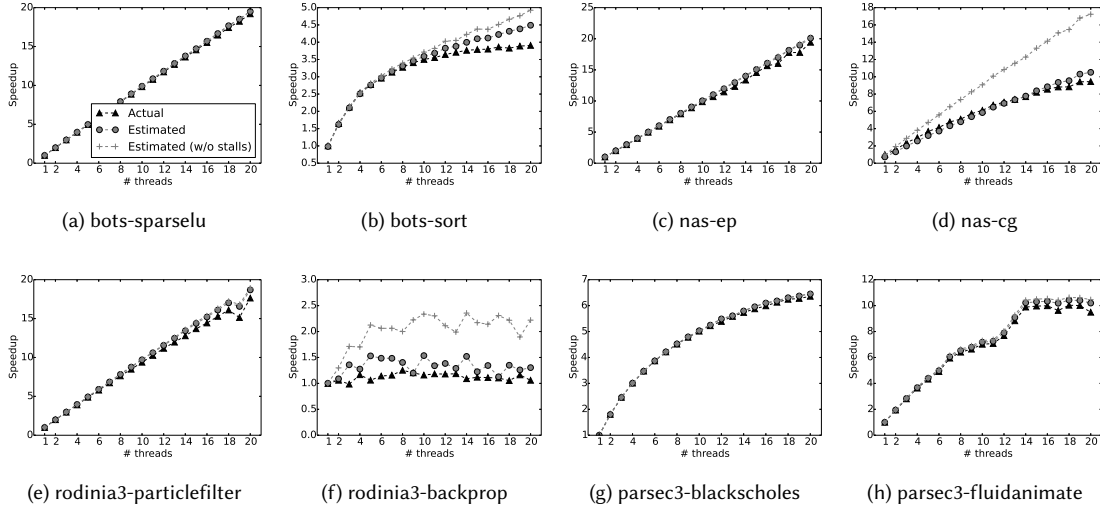 20
15
10
5
0
Speedup
Actual
Estimated
Estimated (w/o stalls)
1 2 4 6 8 10 12 14 16 18 20
# threads
(a) bots-sparselu
5.0
4.5
4.0
3.5
3.0
2.5
2.0
1.5
1.0
0.5
Speedup
1 2 4 6 8 10 12 14 16 18 20
# threads
(b) bots-sort
25
20
15
10
5
0
Speedup
1 2 4 6 8 10 12 14 16 18 20
# threads
(c) nas-ep
18
16
14
12
10
8
6
4
2
0
Speedup
1 2 4 6 8 10 12 14 16 18 20
# threads
(d) nas-cg
20
15
10
5
0
Speedup
1 2 4 6 8 10 12 14 16 18 20
# threads
(e) rodinia3-particlefilter
3.0
2.5
2.0
1.5
1.0
0.5
0.0
Speedup
1 2 4 6 8 10 12 14 16 18 20
# threads
(f) rodinia3-backprop
7
6
5
4
3
2
1
Speedup
1 2 4 6 8 10 12 14 16 18 20
# threads
(g) parsec3-blackscholes
12
10
8
6
4
2
0
Speedup
1 2 4 6 8 10 12 14 16 18 20
# threads
(h) parsec3-fluidanimate